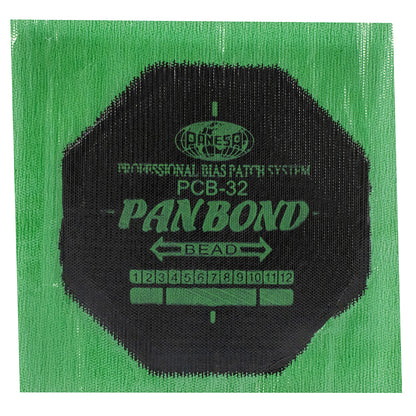 PANESAR
PROFESSIONAL BIAS PATCH SYSTEM
PCB-32
PAN BOND
BEAD
1 2 3 4 5 6 7 8 9 10 11 12